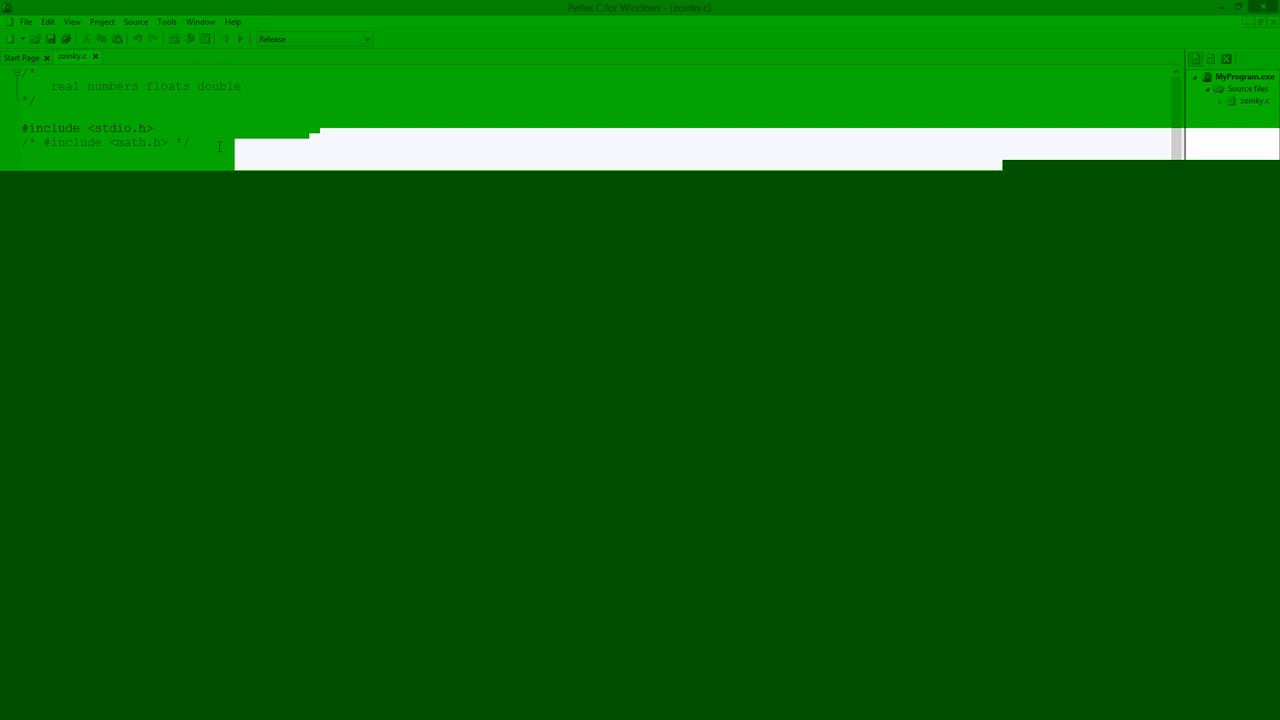 Pelles C for Windows - [zoinky.c]
File Edit View Project Source Tools Window Help
Release
Start Page zoinky.c
/*
real numbers floats double
*/
#include <stdio.h>
/* #include <math.h> */
MyProgram.exe
Source files
zoinky.c